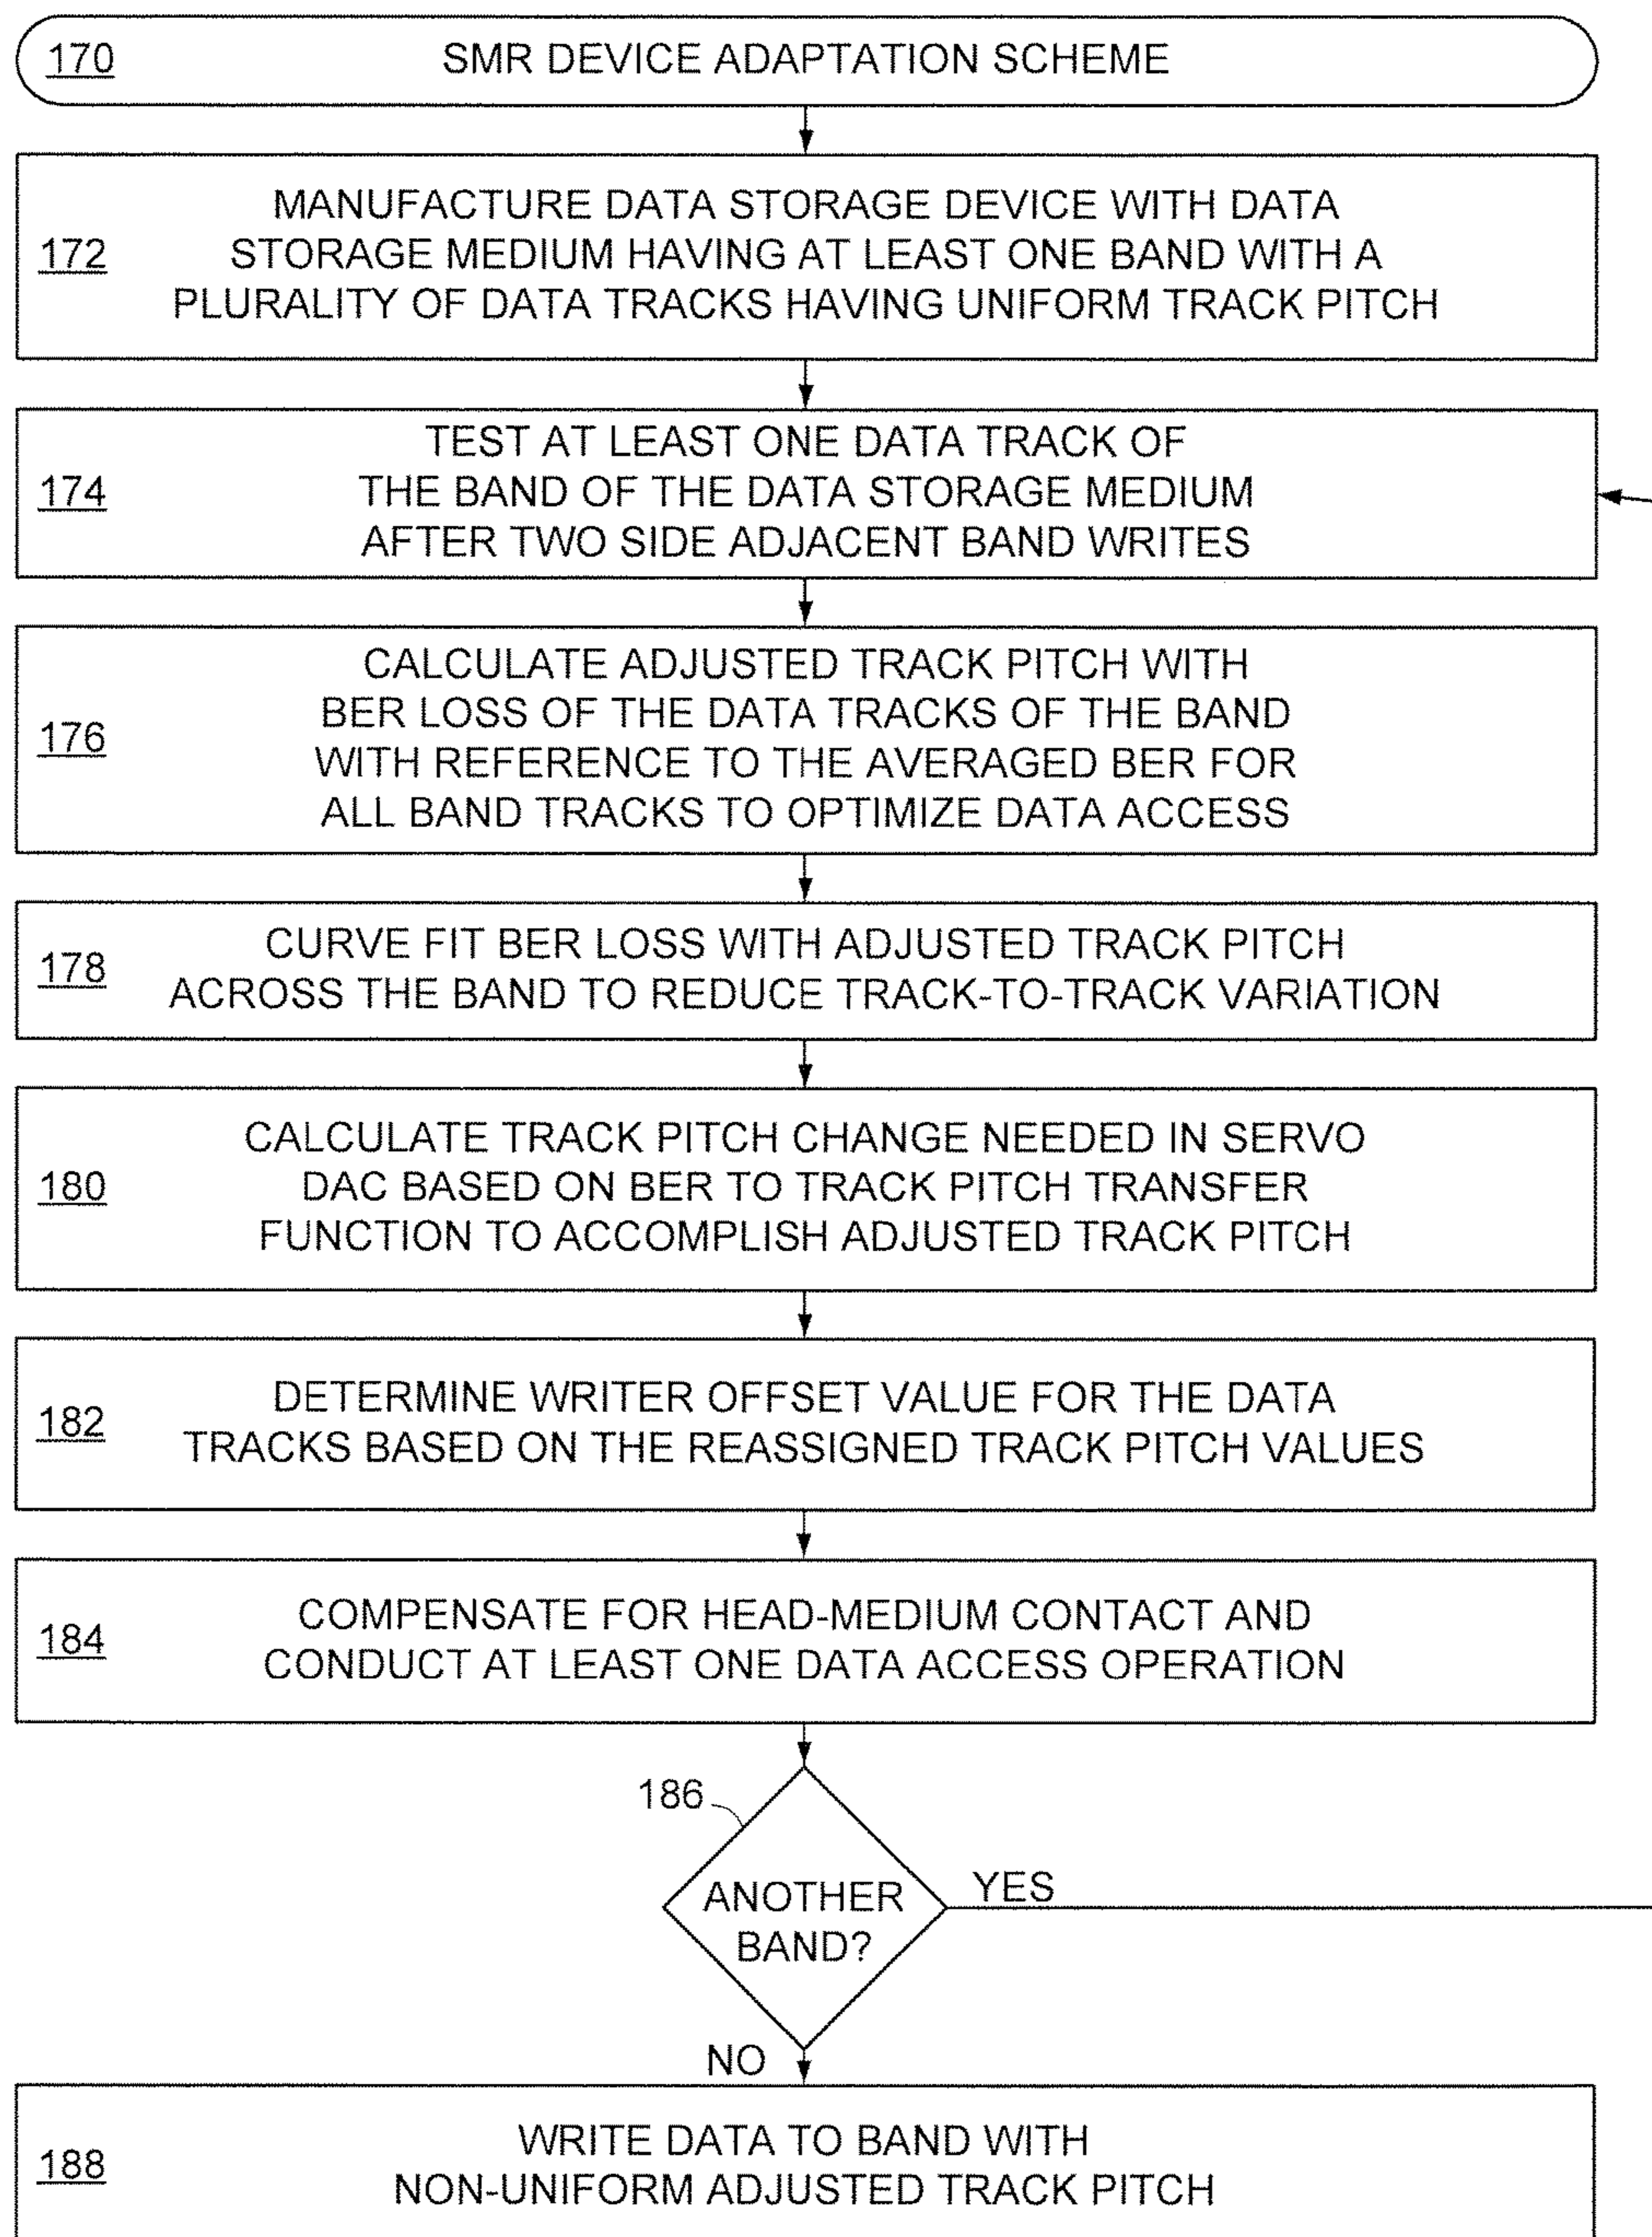 170 SMR DEVICE ADAPTATION SCHEME
MANUFACTURE DATA STORAGE DEVICE WITH DATA
172 STORAGE MEDIUM HAVING AT LEAST ONE BAND WITH A
PLURALITY OF DATA TRACKS HAVING UNIFORM TRACK PITCH
TEST AT LEAST ONE DATA TRACK OF
174 THE BAND OF THE DATA STORAGE MEDIUM
AFTER TWO SIDE ADJACENT BAND WRITES
CALCULATE ADJUSTED TRACK PITCH WITH
BER LOSS OF THE DATA TRACKS OF THE BAND
176
WITH REFERENCE TO THE AVERAGED BER FOR
ALL BAND TRACKS TO OPTIMIZE DATA ACCESS
178
CURVE FIT BER LOSS WITH ADJUSTED TRACK PITCH
ACROSS THE BAND TO REDUCE TRACK-TO-TRACK VARIATION
CALCULATE TRACK PITCH CHANGE NEEDED IN SERVO
180 DAC BASED ON BER TO TRACK PITCH TRANSFER
FUNCTION TO ACCOMPLISH ADJUSTED TRACK PITCH
182
DETERMINE WRITER OFFSET VALUE FOR THE DATA
TRACKS BASED ON THE REASSIGNED TRACK PITCH VALUES
184
COMPENSATE FOR HEAD-MEDIUM CONTACT AND
CONDUCT AT LEAST ONE DATA ACCESS OPERATION
186
ANOTHER
BAND?
YES
NO
188
WRITE DATA TO BAND WITH
NON-UNIFORM ADJUSTED TRACK PITCH